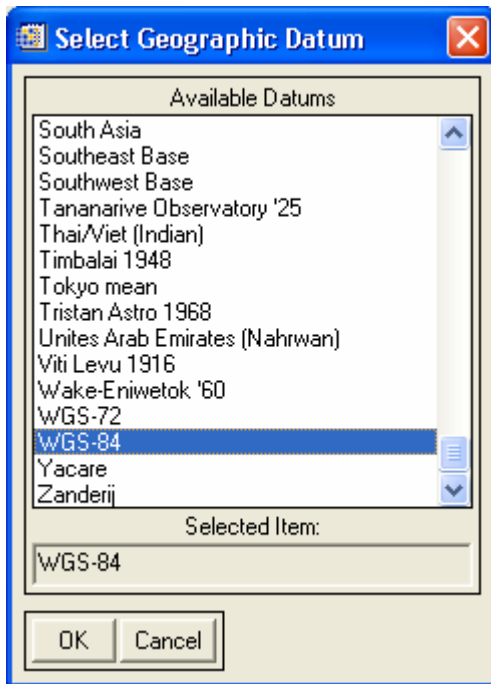 Select Geographic Datum
Available Datums
South Asia
Southeast Base
Southwest Base
Tananarive Observatory '25
Thai/Viet (Indian)
Timbalai 1948
Tokyo mean
Tristan Astro 1968
Unites Arab Emirates (Nahrwan)
Viti Levu 1916
Wake-Eniwetok '60
WGS-72
WGS-84
Yacare
Zanderij
Selected Item:
WGS-84
OK Cancel